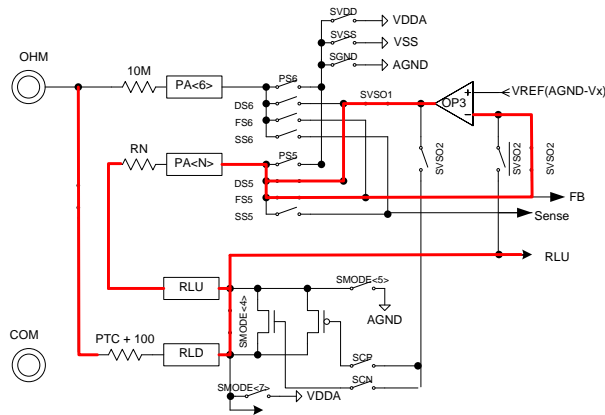 SVDD
VDDA
OHM
SVSS
VSS
SGND
AGND
10M
PA<6>
PS6
DS6
SVSO1
OP3
+
−
VREF(AGND-Vx)
FS6
SS6
RN
PA<N>
PS5
SVSO2
SVSO2
DS5
FS5
FB
SS5
Sense
RLU
RLU
SMODE<5>
SMODE<4>
AGND
COM
PTC + 100
RLD
SCP
SCN
SMODE<7>
VDDA